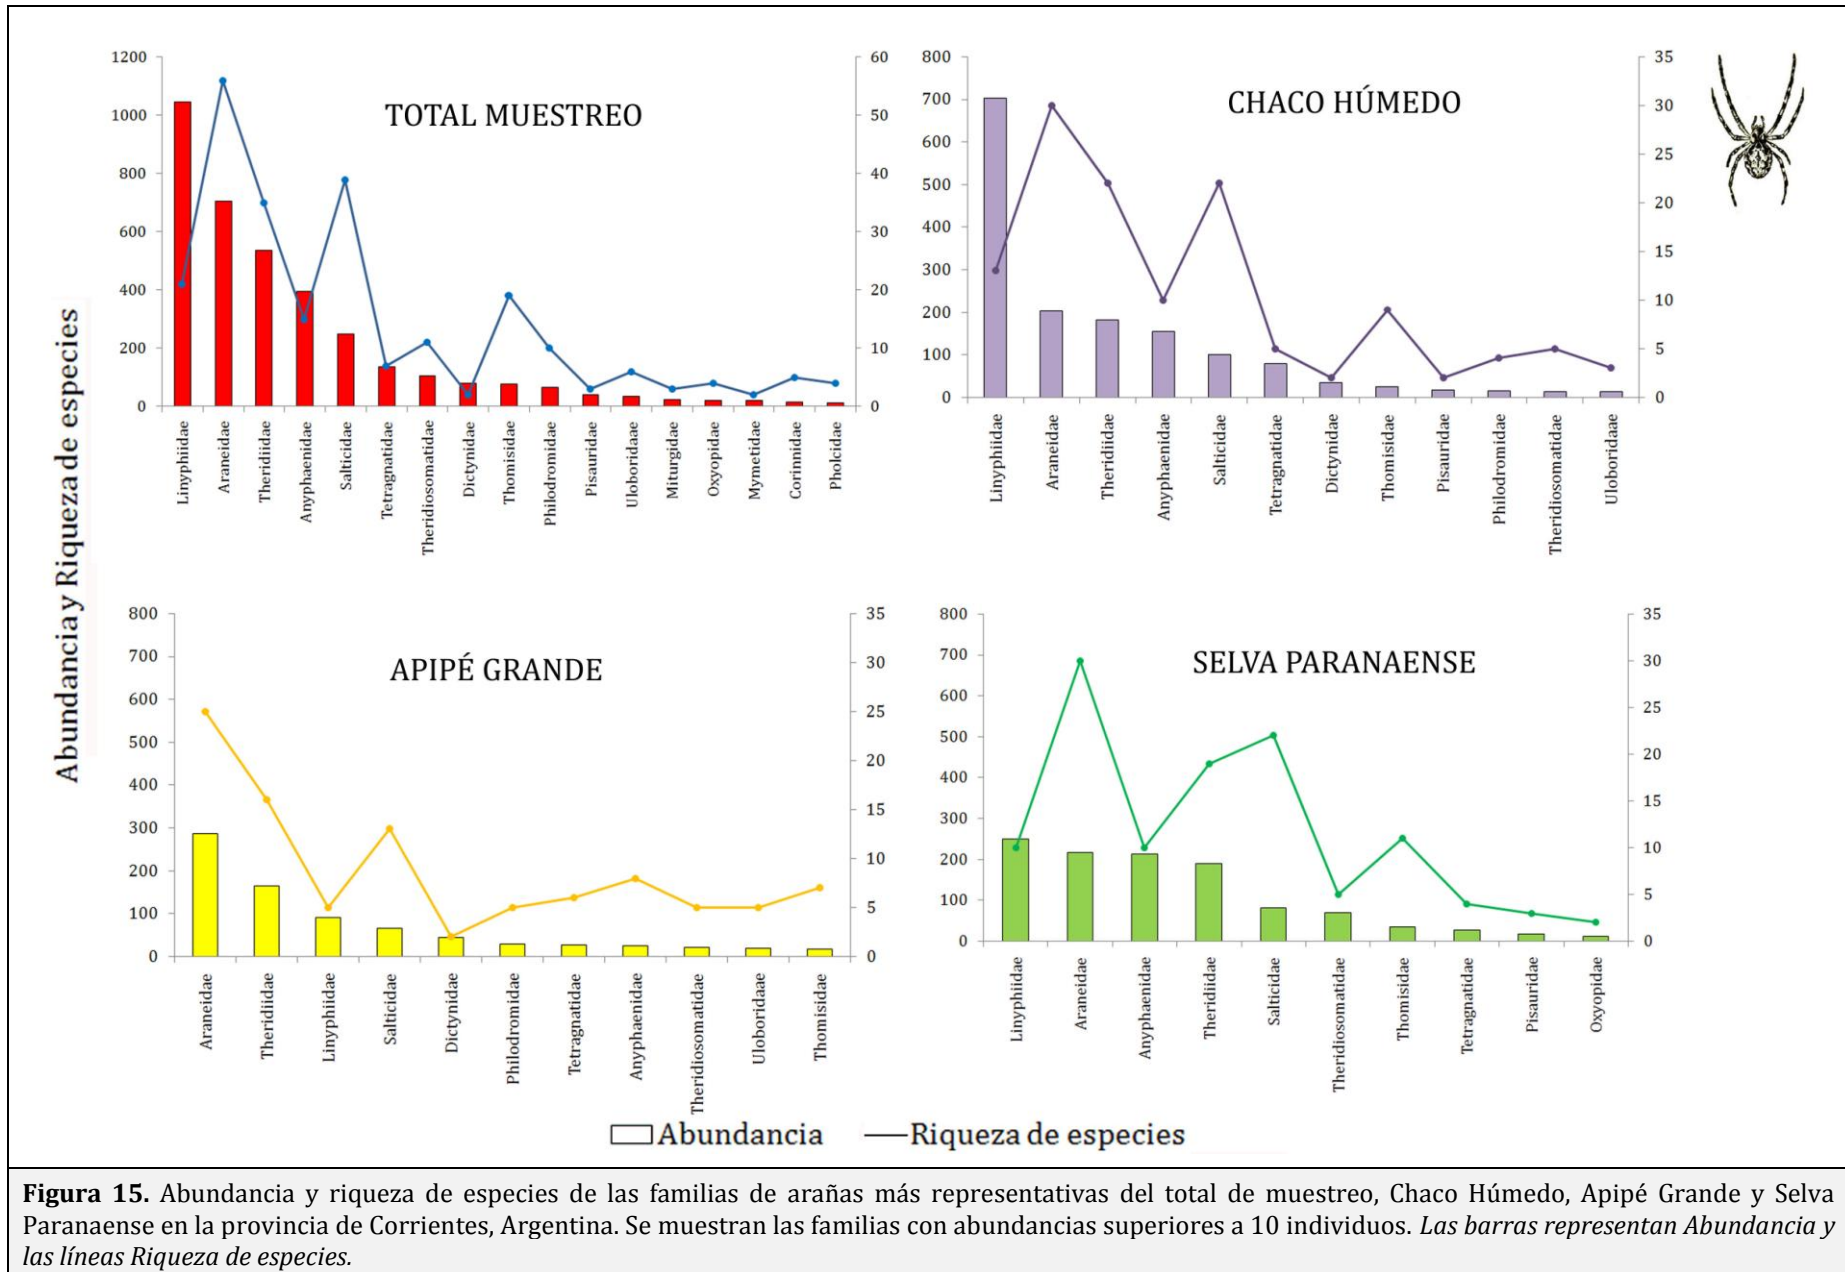 Abundancia y Riqueza de especies
TOTAL MUESTREO
1200
1000
800
600
400
200
0
60
50
40
30
20
10
0
Linyphiidae
Araneidae
Theridiidae
Anyphaenidae
Salticidae
Tetragnatidae
Theridiosomatidae
Dictynidae
Thomisidae
Philodromidae
Pisauridae
Uloboridaae
Miturgidae
Oxyopidae
Mymetidae
Corinnidae
Pholcidae
CHACO HÚMEDO
800
700
600
500
400
300
200
100
0
35
30
25
20
15
10
5
0
Linyphiidae
Araneidae
Theridiidae
Anyphaenidae
Salticidae
Tetragnatidae
Dictynidae
Thomisidae
Pisauridae
Philodromidae
Theridiosomatidae
Uloboridaae
APIPÉ GRANDE
800
700
600
500
400
300
200
100
0
35
30
25
20
15
10
5
0
Araneidae
Theridiidae
Linyphiidae
Salticidae
Dictynidae
Philodromidae
Tetragnatidae
Anyphaenidae
Theridiosomatidae
Uloboridaae
Thomisidae
SELVA PARANAENSE
800
700
600
500
400
300
200
100
0
35
30
25
20
15
10
5
0
Linyphiidae
Araneidae
Anyphaenidae
Theridiidae
Salticidae
Theridiosomatidae
Thomisidae
Tetragnatidae
Pisauridae
Oxyopidae
Abundancia Riqueza de especies
Figura 15. Abundancia y riqueza de especies de las familias de arañas más representativas del total de muestreo, Chaco Húmedo, Apipé Grande y Selva
Paranaense en la provincia de Corrientes, Argentina. Se muestran las familias con abundancias superiores a 10 individuos. Las barras representan Abundancia y
las líneas Riqueza de especies.